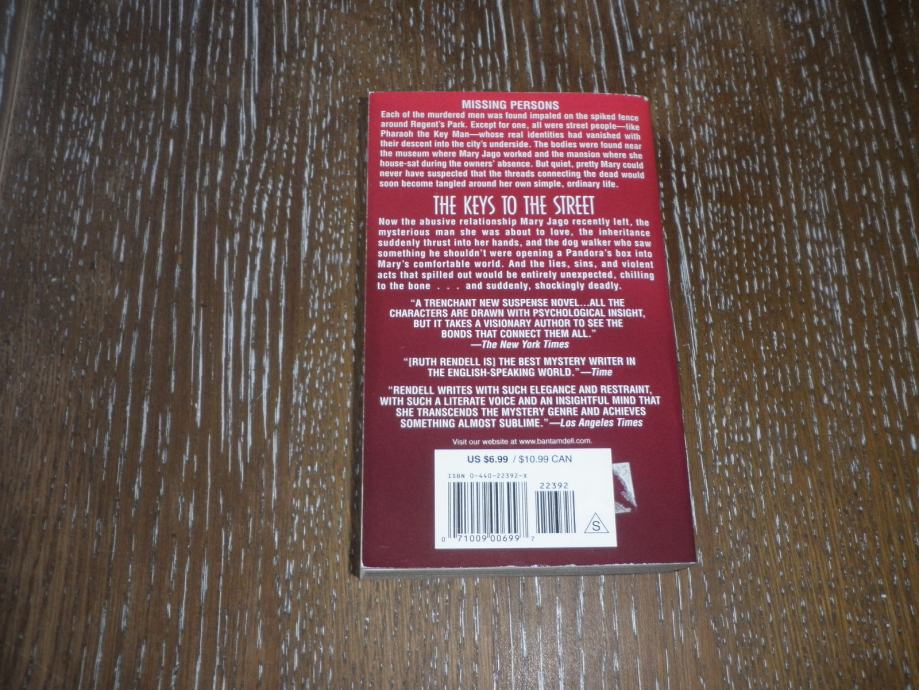 MISSING PERSONS
Each of the murdered men was found impaled on the spiked fence
around Regent's Park. Except for one, all were street people—like
Pharaoh the Key Man—whose real identities had vanished with
their descent into the city's underside. The bodies were found near
the museum where Mary Jago worked and the mansion where she
house-sat during the owners' absence. But quiet, pretty Mary could
never have suspected that the threads connecting the dead would
soon become tangled around her own simple, ordinary life.
THE KEYS TO THE STREET
Now the abusive relationship Mary Jago recently left, the
mysterious man she was about to love, the inheritance
suddenly thrust into her hands, and the dog walker who saw
something he shouldn't were opening a Pandora's box into
Mary's comfortable world. And the lies, sins, and violent
acts that spilled out would be entirely unexpected, chilling
to the bone . . . and suddenly, shockingly deadly.
"A TRENCHANT NEW SUSPENSE NOVEL...ALL THE
CHARACTERS ARE DRAWN WITH PSYCHOLOGICAL INSIGHT,
BUT IT TAKES A VISIONARY AUTHOR TO SEE THE
BONDS THAT CONNECT THEM ALL."
—The New York Times
"[RUTH RENDELL IS] THE BEST MYSTERY WRITER IN
THE ENGLISH-SPEAKING WORLD."—Time
"RENDELL WRITES WITH SUCH ELEGANCE AND RESTRAINT,
WITH SUCH A LITERATE VOICE AND AN INSIGHTFUL MIND THAT
SHE TRANSCENDS THE MYSTERY GENRE AND ACHIEVES
SOMETHING ALMOST SUBLIME."—Los Angeles Times
Visit our website at www.bantamdell.com.
US $6.99 / $10.99 CAN
ISBN 0-440-22392-X
22392
0 71009 00699 7
S